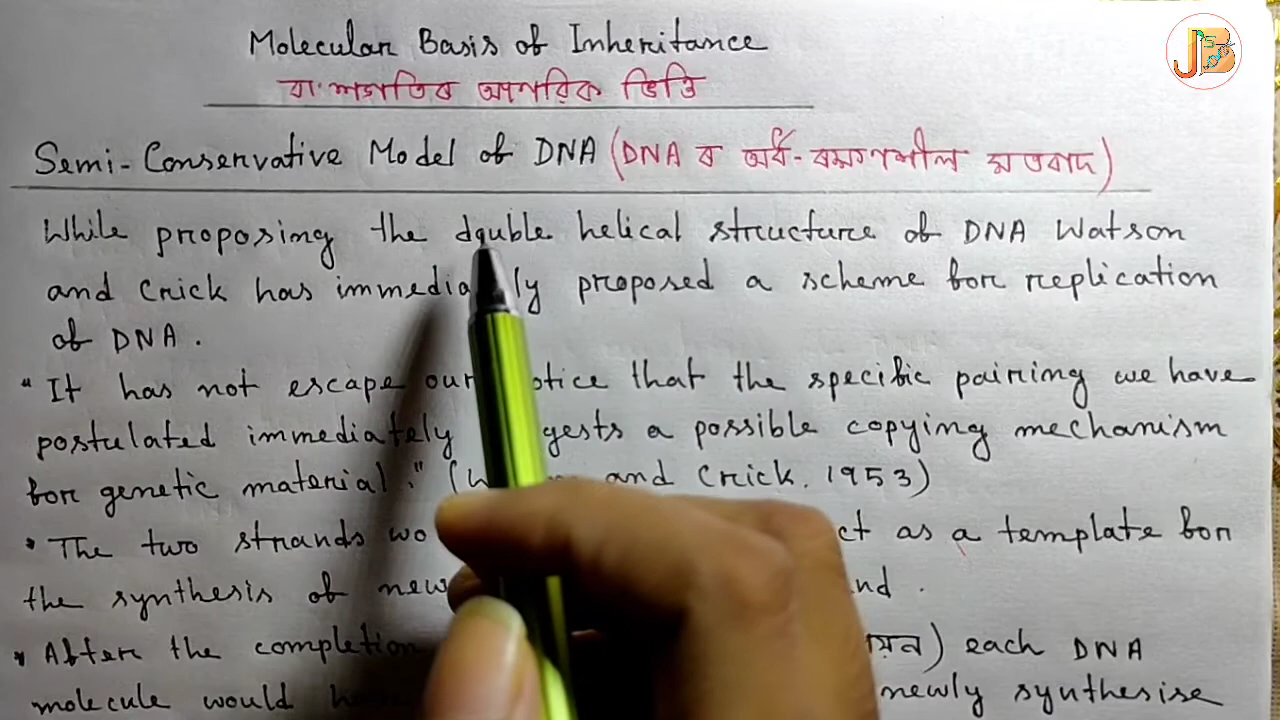 Molecular Basis of Inheritance
বংশগতিৰ আণৱিক ভিত্তি
Semi-Conservative Model of DNA (DNA ৰ অৰ্ধ-ৰক্ষণশীল মতবাদ)
While proposing the double helical structure of DNA Watson
and Crick has immedia ly proposed a scheme for replication
of DNA.
"It has not escape our otice that the specific pairing we have
postulated immediately gests a possible copying mechanism
for genetic material." (W and Crick. 1953)
• The two strands wo ct as a template for
the synthesis of new nd.
• After the completion each DNA
molecule would newly synthesise